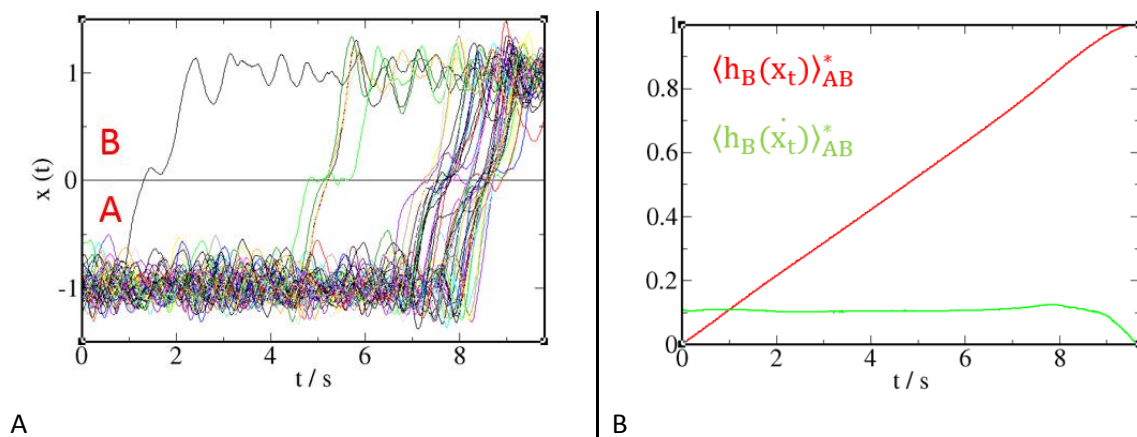 1
B
0
A
-1
x (t)
0 2 4 6 8
t / s
A
1
0.8
0.6
0.4
0.2
0
⟨h_B(x_t)⟩*_AB
⟨h_B(ẋ_t)⟩*_AB
0 2 4 6 8
t / s
B